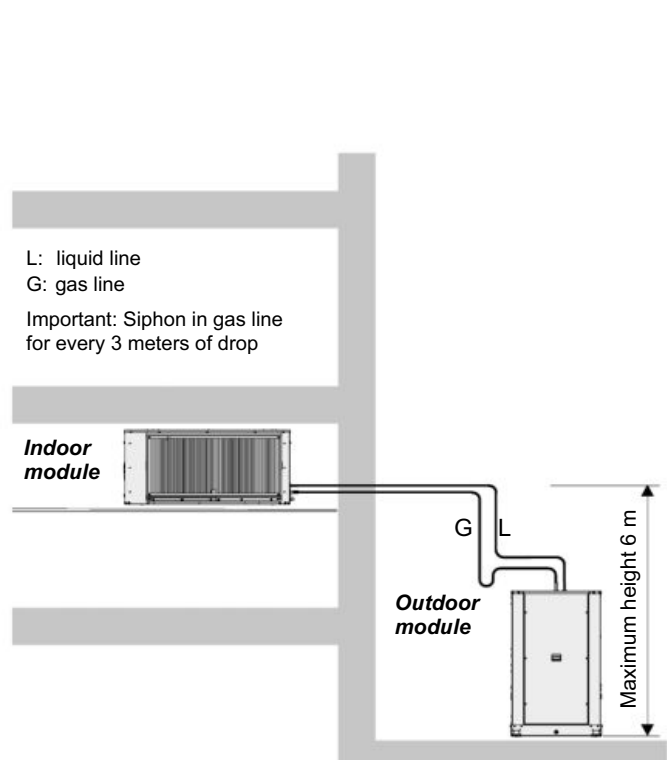 L: liquid line
G: gas line
Important: Siphon in gas line
for every 3 meters of drop
Indoor
module
G
L
Outdoor
module
Maximum height 6 m